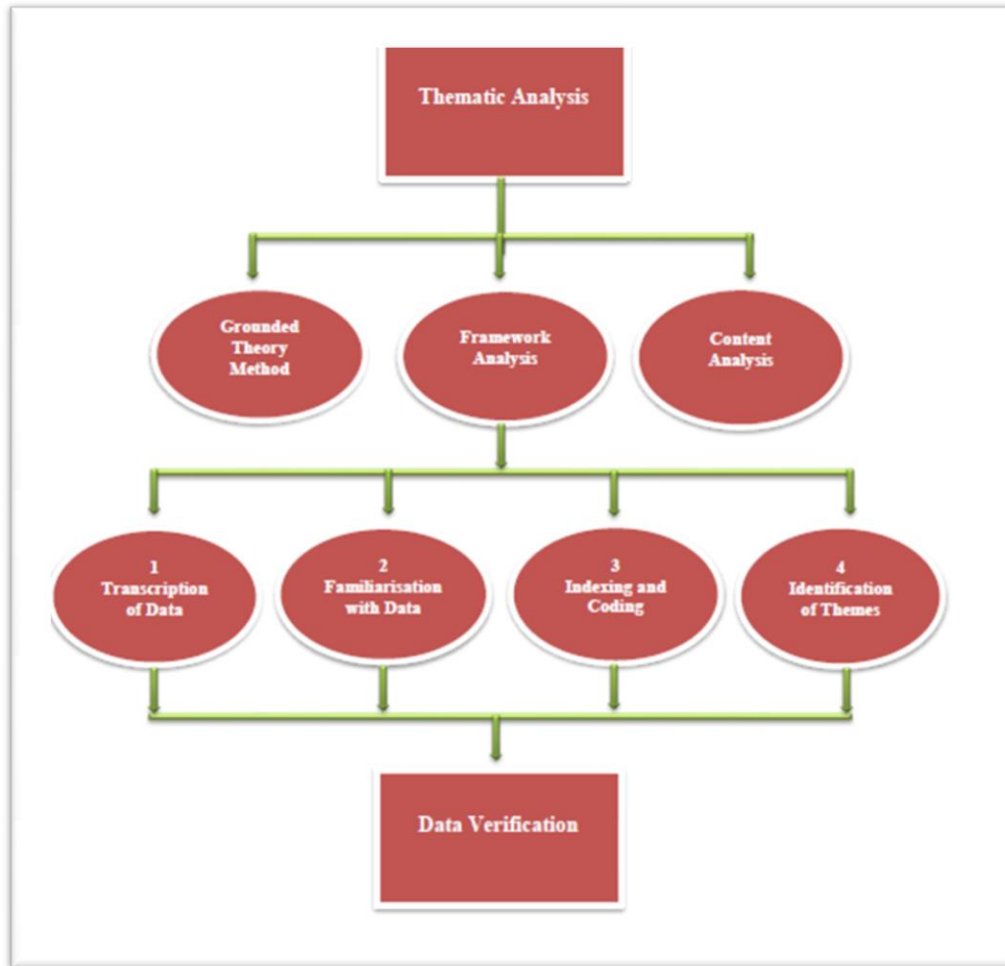 Thematic Analysis
Grounded
Theory
Method
Framework
Analysis
Content
Analysis
1
Transcription
of Data
2
Familiarisation
with Data
3
Indexing and
Coding
4
Identification
of Themes
Data Verification